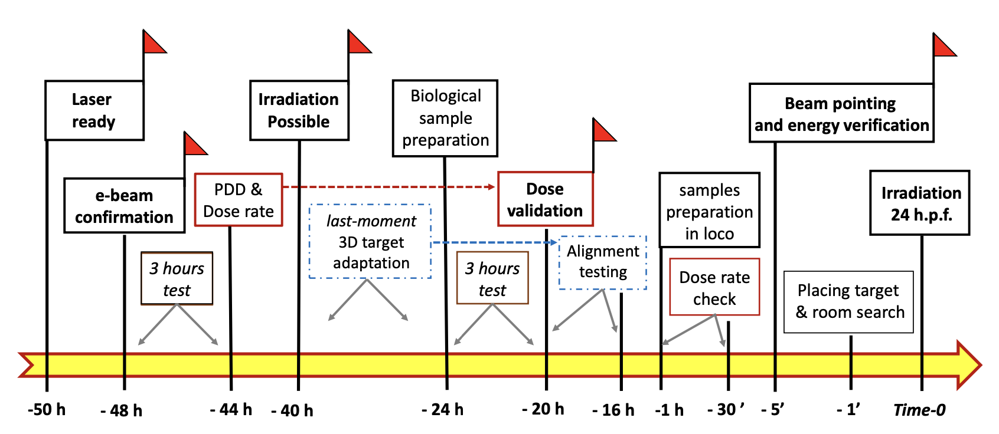 Laser
ready
e-beam
confirmation
3 hours
test
PDD &
Dose rate
Irradiation
Possible
last-moment
3D target
adaptation
Biological
sample
preparation
3 hours
test
Dose
validation
Alignment
testing
samples
preparation
in loco
Dose rate
check
Beam pointing
and energy verification
Placing target
& room search
Irradiation
24 h.p.f.
-50 h
- 48 h
- 44 h
- 40 h
- 24 h
- 20 h
- 16 h
-1 h
- 30 ’
- 5’
- 1’
Time-0